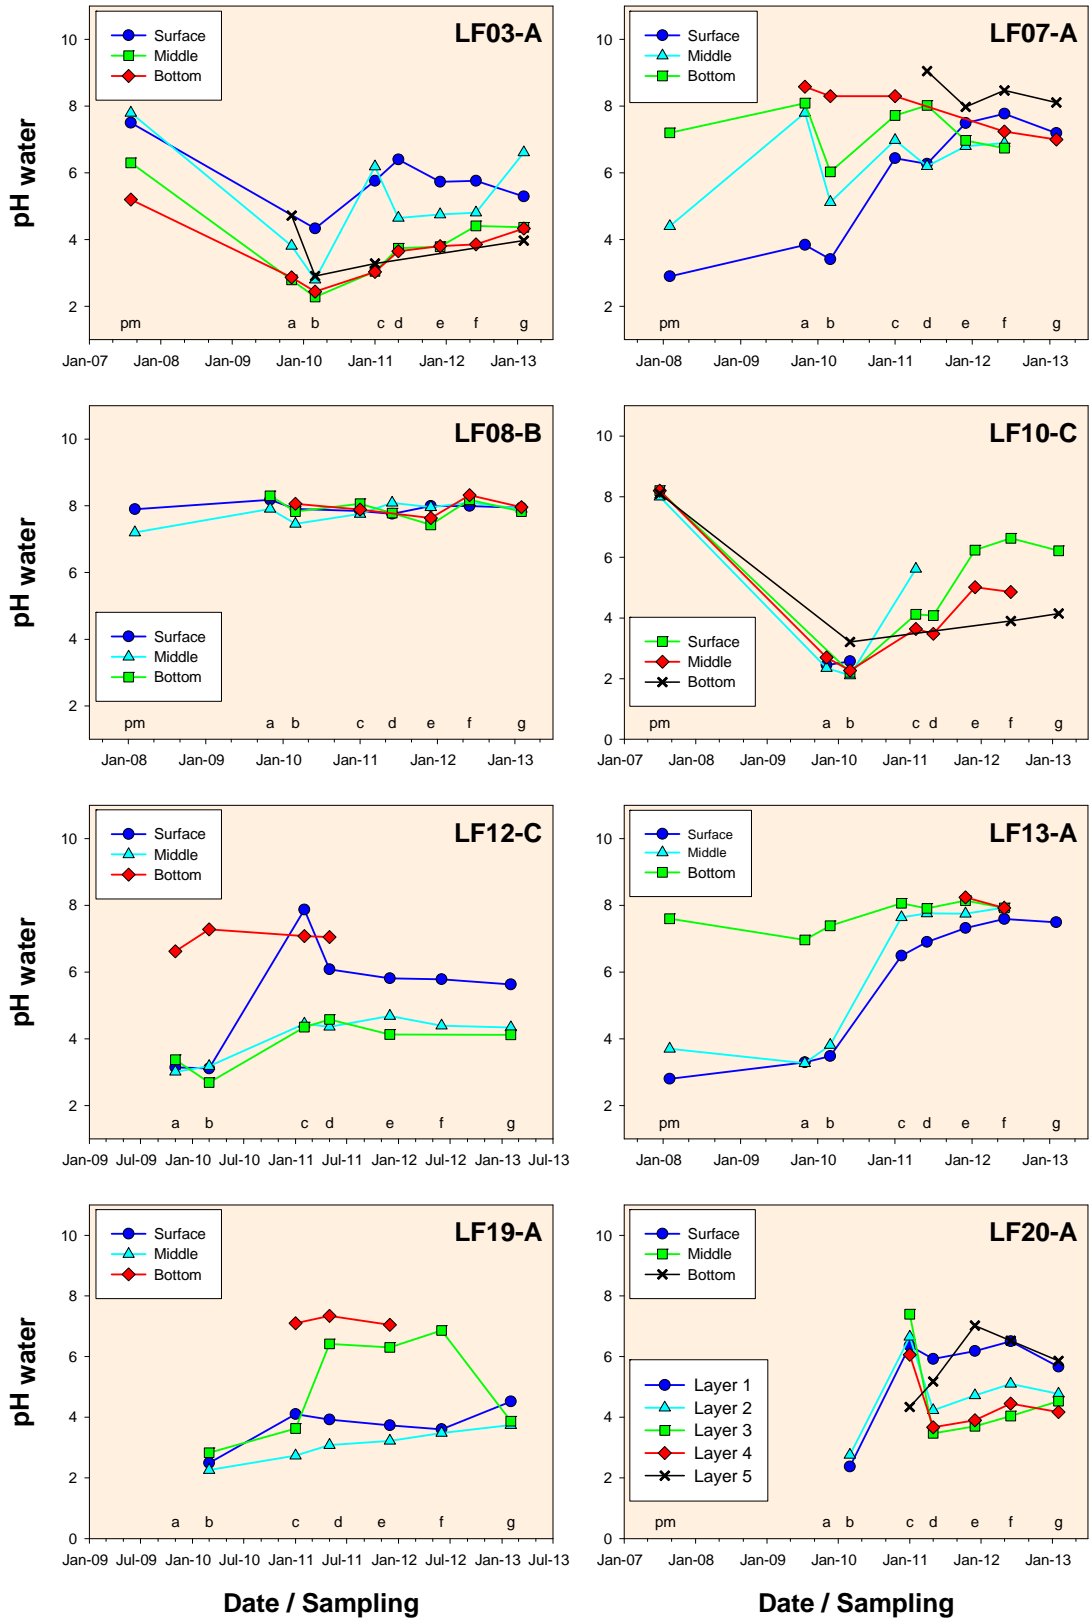 LF03-A
Surface
Middle
Bottom
pH water
10
8
6
4
2
pm a b c d e f g
Jan-07 Jan-08 Jan-09 Jan-10 Jan-11 Jan-12 Jan-13
LF07-A
Surface
Middle
Bottom
10
8
6
4
2
pm a b c d e f g
Jan-08 Jan-09 Jan-10 Jan-11 Jan-12 Jan-13
LF08-B
pH water
10
8
6
4
2
Surface
Middle
Bottom
pm a b c d e f g
Jan-08 Jan-09 Jan-10 Jan-11 Jan-12 Jan-13
LF10-C
10
8
6
4
2
0
Surface
Middle
Bottom
pm a b c d e f g
Jan-07 Jan-08 Jan-09 Jan-10 Jan-11 Jan-12 Jan-13
LF12-C
Surface
Middle
Bottom
pH water
10
8
6
4
2
a b c d e f g
Jan-09 Jul-09 Jan-10 Jul-10 Jan-11 Jul-11 Jan-12 Jul-12 Jan-13 Jul-13
LF13-A
Surface
Middle
Bottom
10
8
6
4
2
pm a b c d e f g
Jan-08 Jan-09 Jan-10 Jan-11 Jan-12 Jan-13
LF19-A
Surface
Middle
Bottom
pH water
10
8
6
4
2
0
a b c d e f g
Jan-09 Jul-09 Jan-10 Jul-10 Jan-11 Jul-11 Jan-12 Jul-12 Jan-13 Jul-13
Date / Sampling
LF20-A
Surface
Middle
Bottom
10
8
6
4
2
0
Layer 1
Layer 2
Layer 3
Layer 4
Layer 5
pm a b c d e f g
Jan-07 Jan-08 Jan-09 Jan-10 Jan-11 Jan-12 Jan-13
Date / Sampling